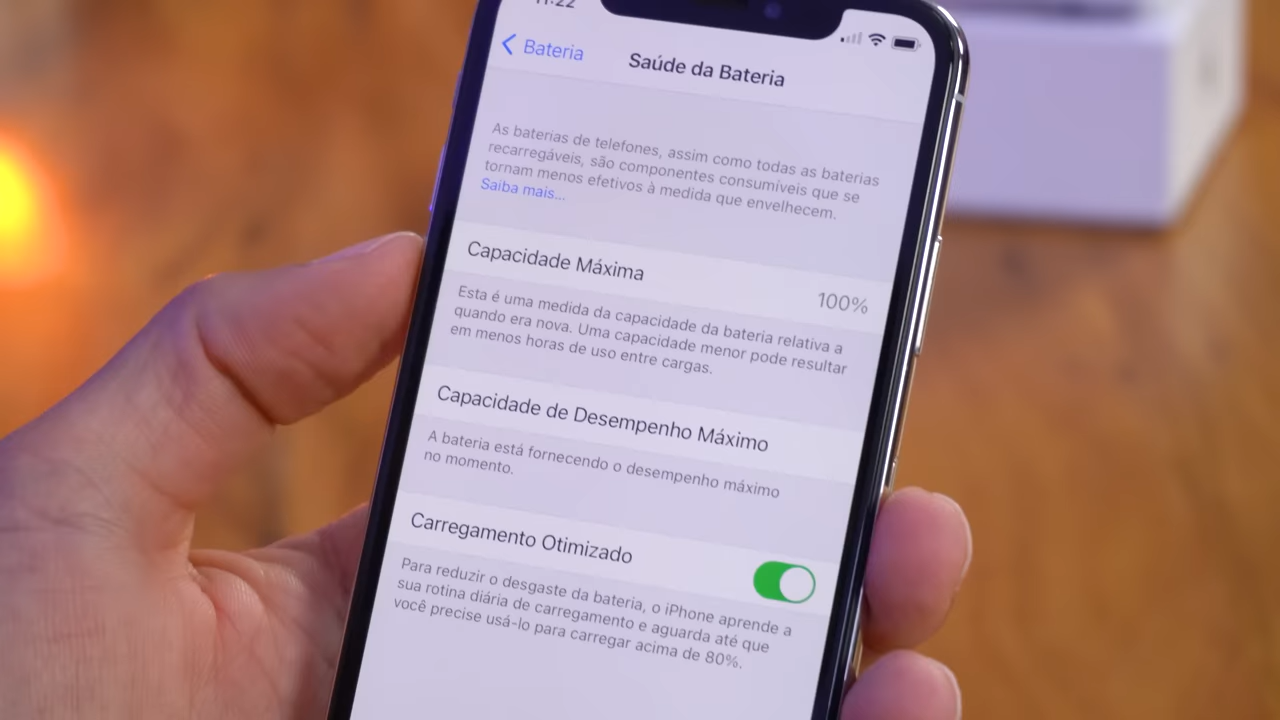 11:22
Bateria
Saúde da Bateria
As baterias de telefones, assim como todas as baterias
recarregáveis, são componentes consumíveis que se
tornam menos efetivos à medida que envelhecem.
Saiba mais...
Capacidade Máxima
100%
Esta é uma medida da capacidade da bateria relativa a
quando era nova. Uma capacidade menor pode resultar
em menos horas de uso entre cargas.
Capacidade de Desempenho Máximo
A bateria está fornecendo o desempenho máximo
no momento.
Carregamento Otimizado
Para reduzir o desgaste da bateria, o iPhone aprende a
sua rotina diária de carregamento e aguarda até que
você precise usá-lo para carregar acima de 80%.